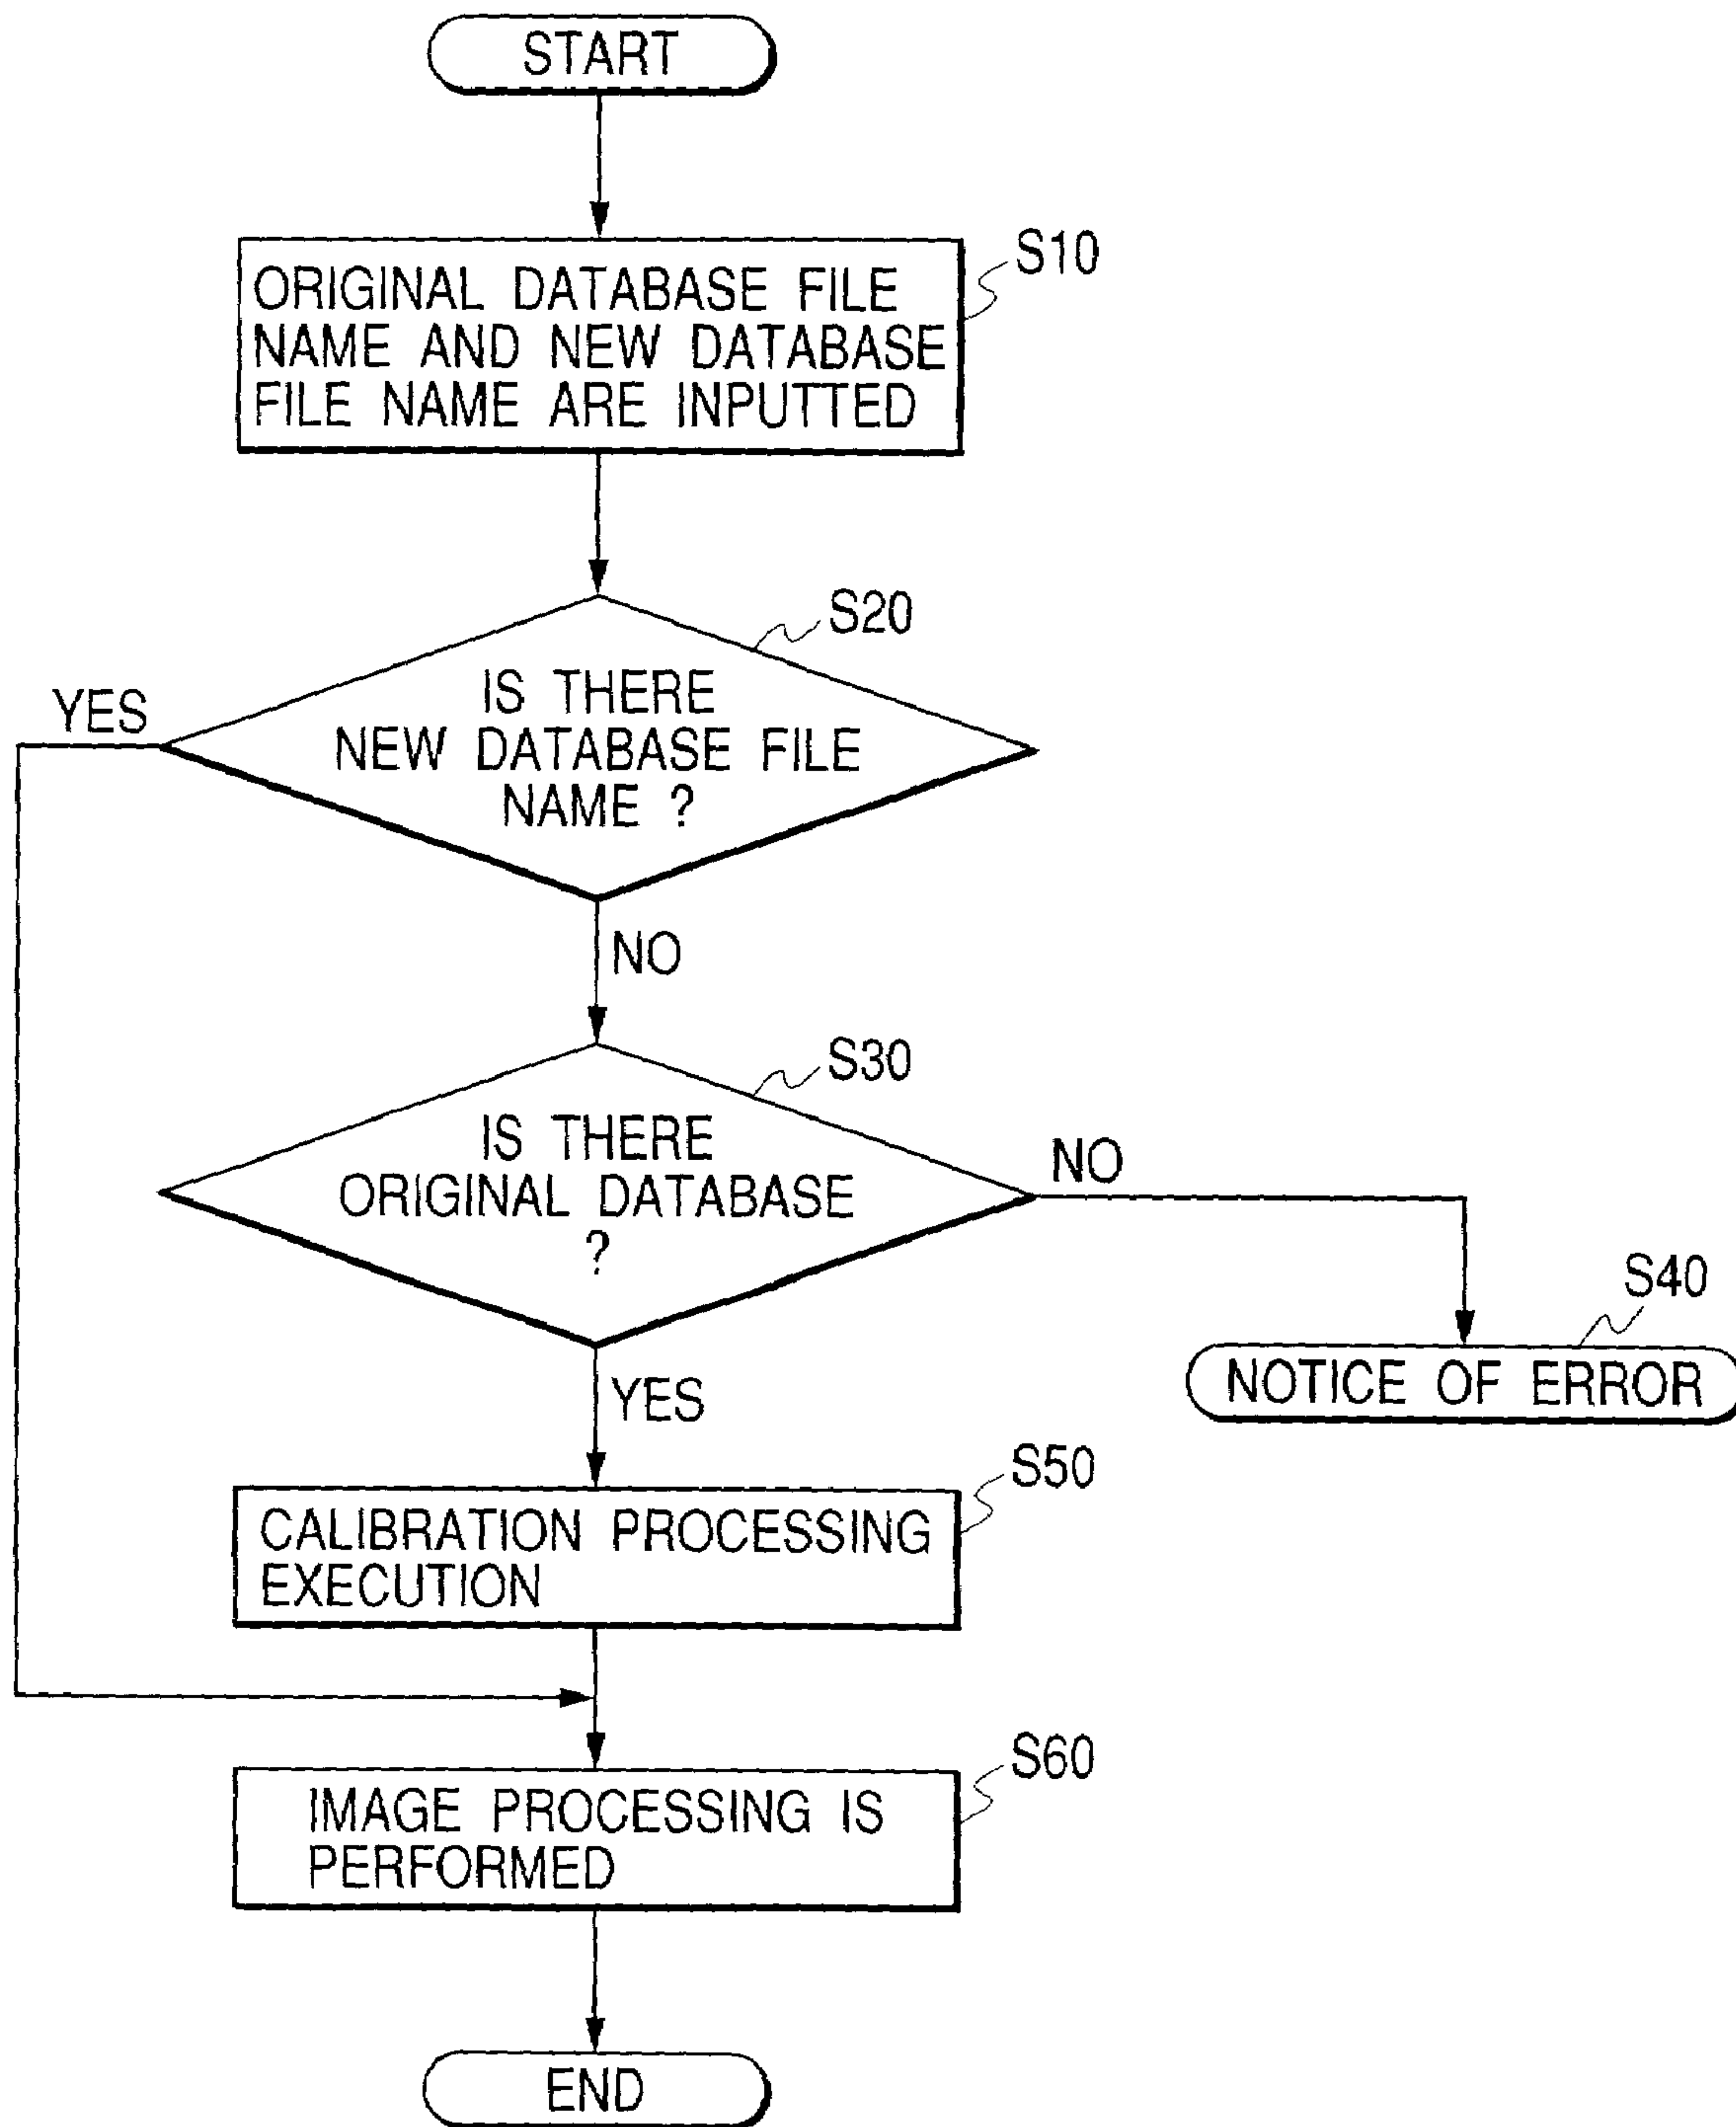 START
S10
ORIGINAL DATABASE FILE
NAME AND NEW DATABASE
FILE NAME ARE INPUTTED
S20
YES
IS THERE
NEW DATABASE FILE
NAME ?
NO
S30
IS THERE
ORIGINAL DATABASE
?
NO
S40
NOTICE OF ERROR
YES
S50
CALIBRATION PROCESSING
EXECUTION
S60
IMAGE PROCESSING IS
PERFORMED
END